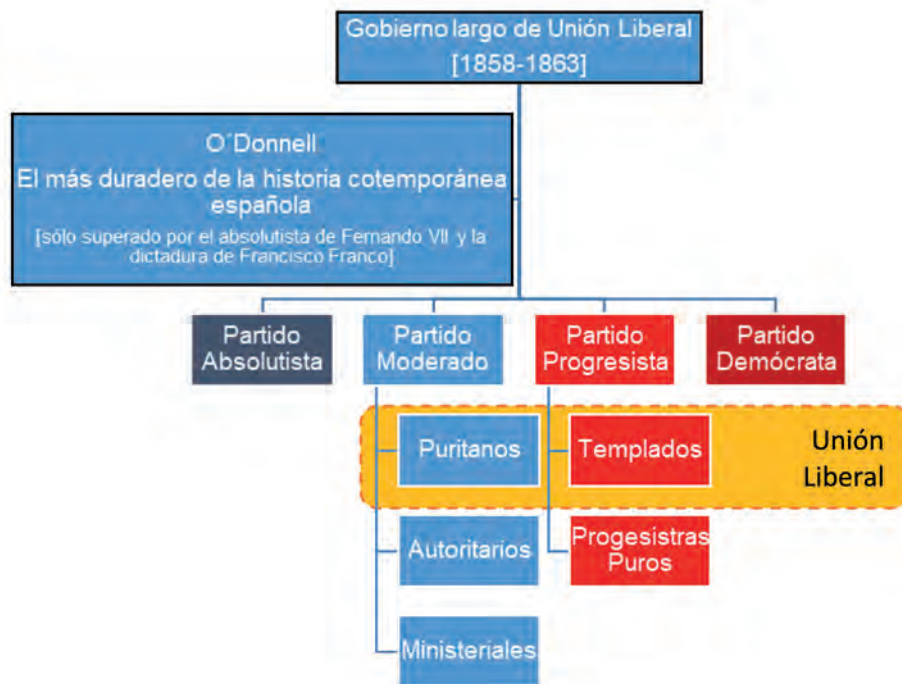 Gobierno largo de Unión Liberal
[1858-1863]
O´Donnell
El más duradero de la historia cotemporánea
española
[sólo superado por el absolutista de Fernando VII y la
dictadura de Francisco Franco]
Partido
Absolutista
Partido
Moderado
Partido
Progresista
Partido
Demócrata
Puritanos
Templados
Unión
Liberal
Autoritarios
Progesistras
Puros
Ministeriales